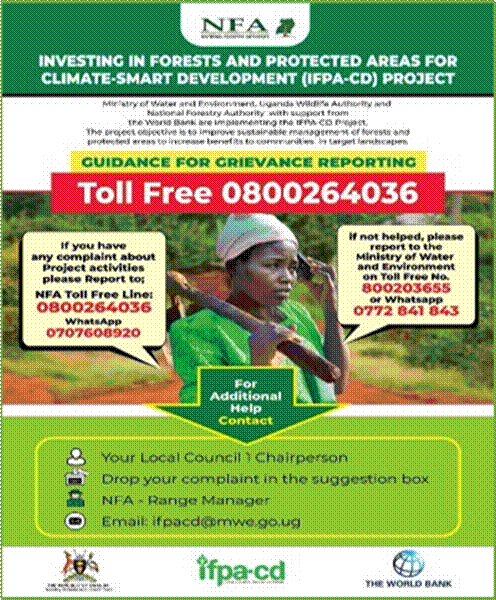 NFA
NATIONAL FORESTRY AUTHORITY
INVESTING IN FORESTS AND PROTECTED AREAS FOR
CLIMATE-SMART DEVELOPMENT (IFPA-CD) PROJECT
Ministry of Water and Environment, Uganda Wildlife Authority and
National Forestry Authority with support from
the World Bank are implementing the IFPA-CD Project.
The project objective is to improve sustainable management of forests and
protected areas to increase benefits to communities in target landscapes.
GUIDANCE FOR GRIEVANCE REPORTING
Toll Free 0800264036
If you have
any complaint about
Project activities
please Report to;
NFA Toll Free Line:
0800264036
WhatsApp
0707608920
if not helped, please
report to the
Ministry of Water
and Environment
on Toll Free No.
800203655
or Whatsapp
0772 841 843
For
Additional
Help
Contact
Your Local Council 1 Chairperson
Drop your complaint in the suggestion box
NFA - Range Manager
Email: ifpacd@mwe.go.ug
THE REPUBLIC OF UGANDA
ifpa-cd
THE WORLD BANK